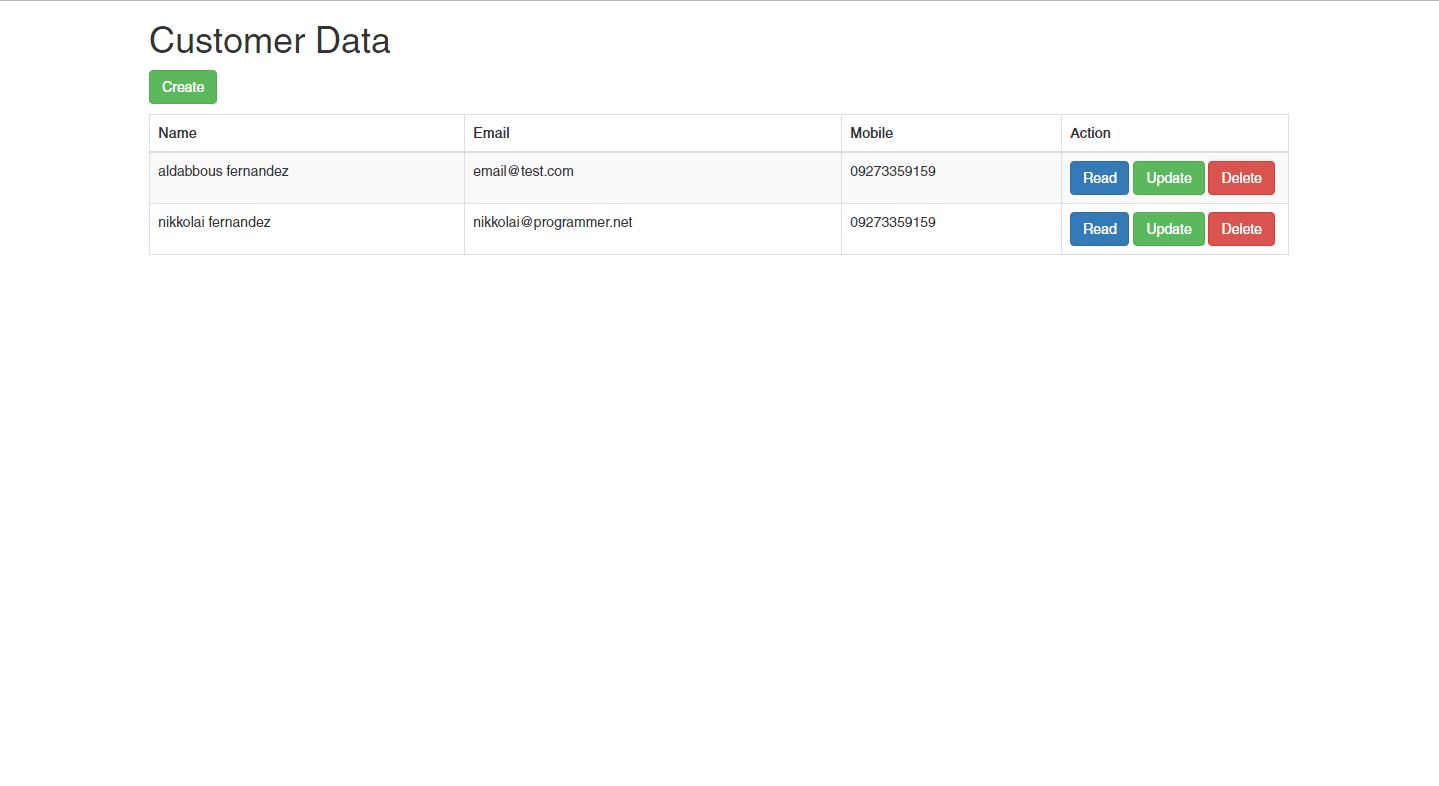 Customer Data
Create
Name Email Mobile Action
aldabbous fernandez email@test.com 09273359159 Read Update Delete
nikkolai fernandez nikkolai@programmer.net 09273359159 Read Update Delete